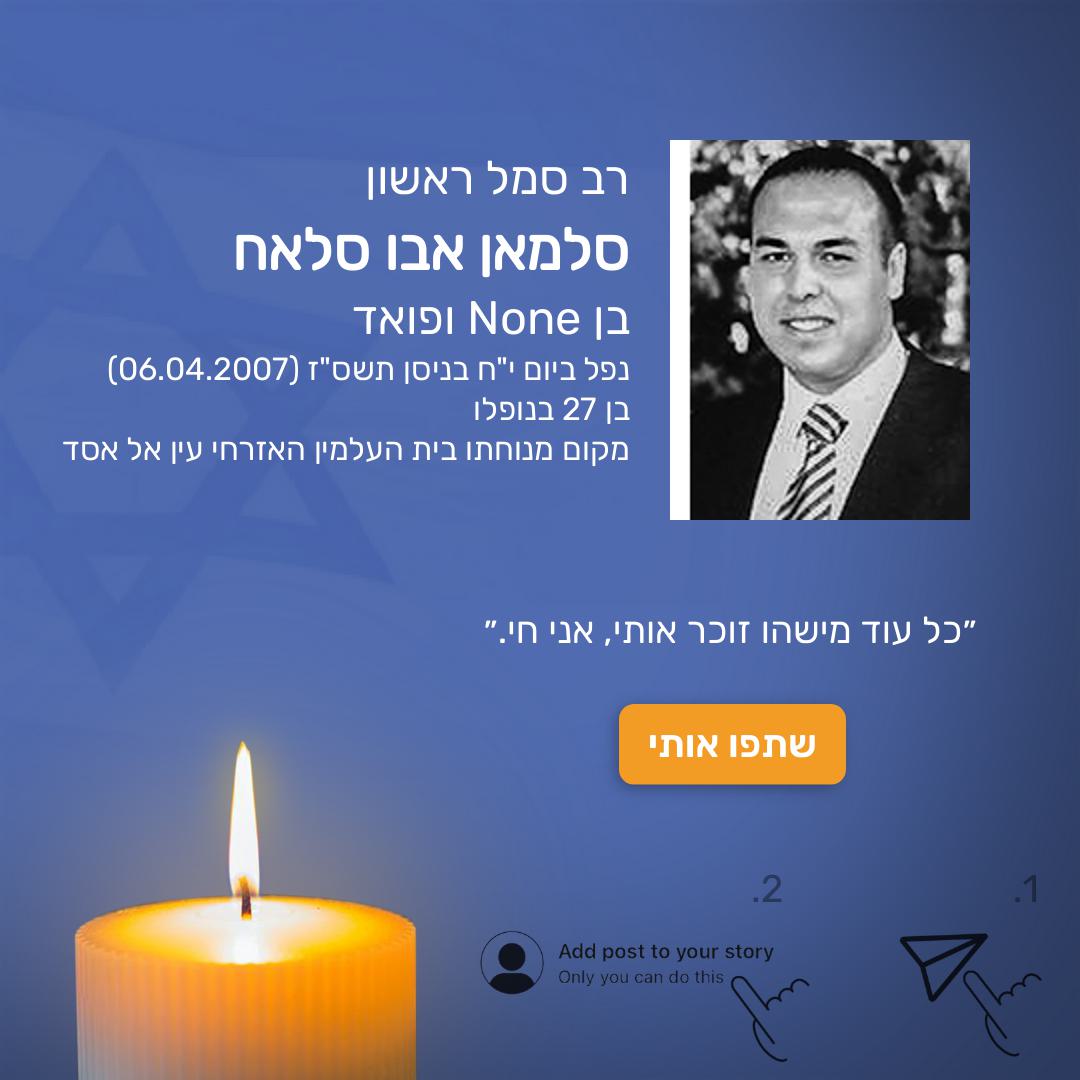 רב סמל ראשון
סלמאן אבו סלאח
בן None ופואד
נפל ביום י"ח בניסן תשס"ז (06.04.2007)
בן 27 בנופלו
מקום מנוחתו בית העלמין האזרחי עין אל אסד
״כל עוד מישהו זוכר אותי, אני חי.״
שתפו אותי
.1
.2
Add post to your story
Only you can do this